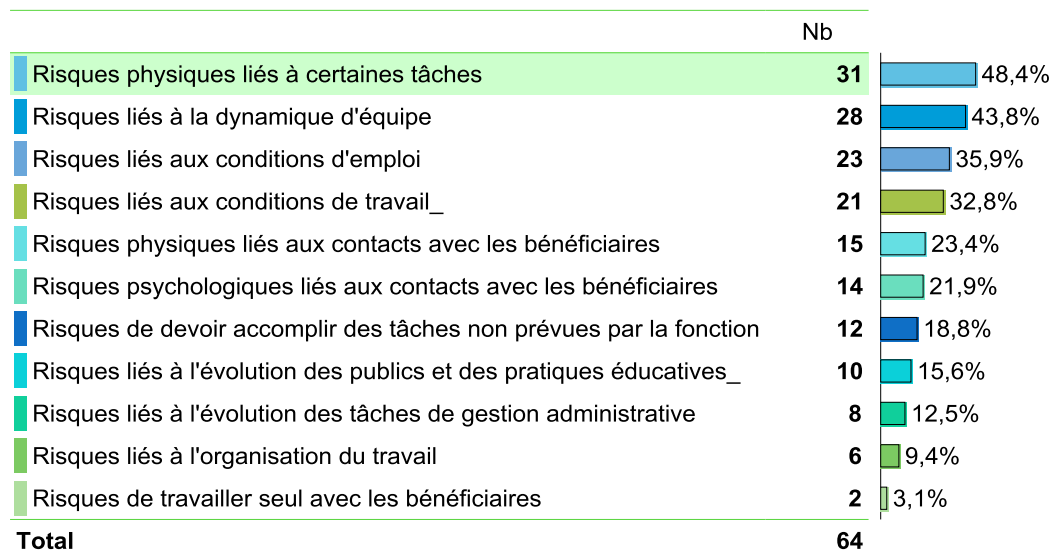 Nb
Risques physiques liés à certaines tâches 31 48,4%
Risques liés à la dynamique d'équipe 28 43,8%
Risques liés aux conditions d'emploi 23 35,9%
Risques liés aux conditions de travail_ 21 32,8%
Risques physiques liés aux contacts avec les bénéficiaires 15 23,4%
Risques psychologiques liés aux contacts avec les bénéficiaires 14 21,9%
Risques de devoir accomplir des tâches non prévues par la fonction 12 18,8%
Risques liés à l'évolution des publics et des pratiques éducatives_ 10 15,6%
Risques liés à l'évolution des tâches de gestion administrative 8 12,5%
Risques liés à l'organisation du travail 6 9,4%
Risques de travailler seul avec les bénéficiaires 2 3,1%
Total 64